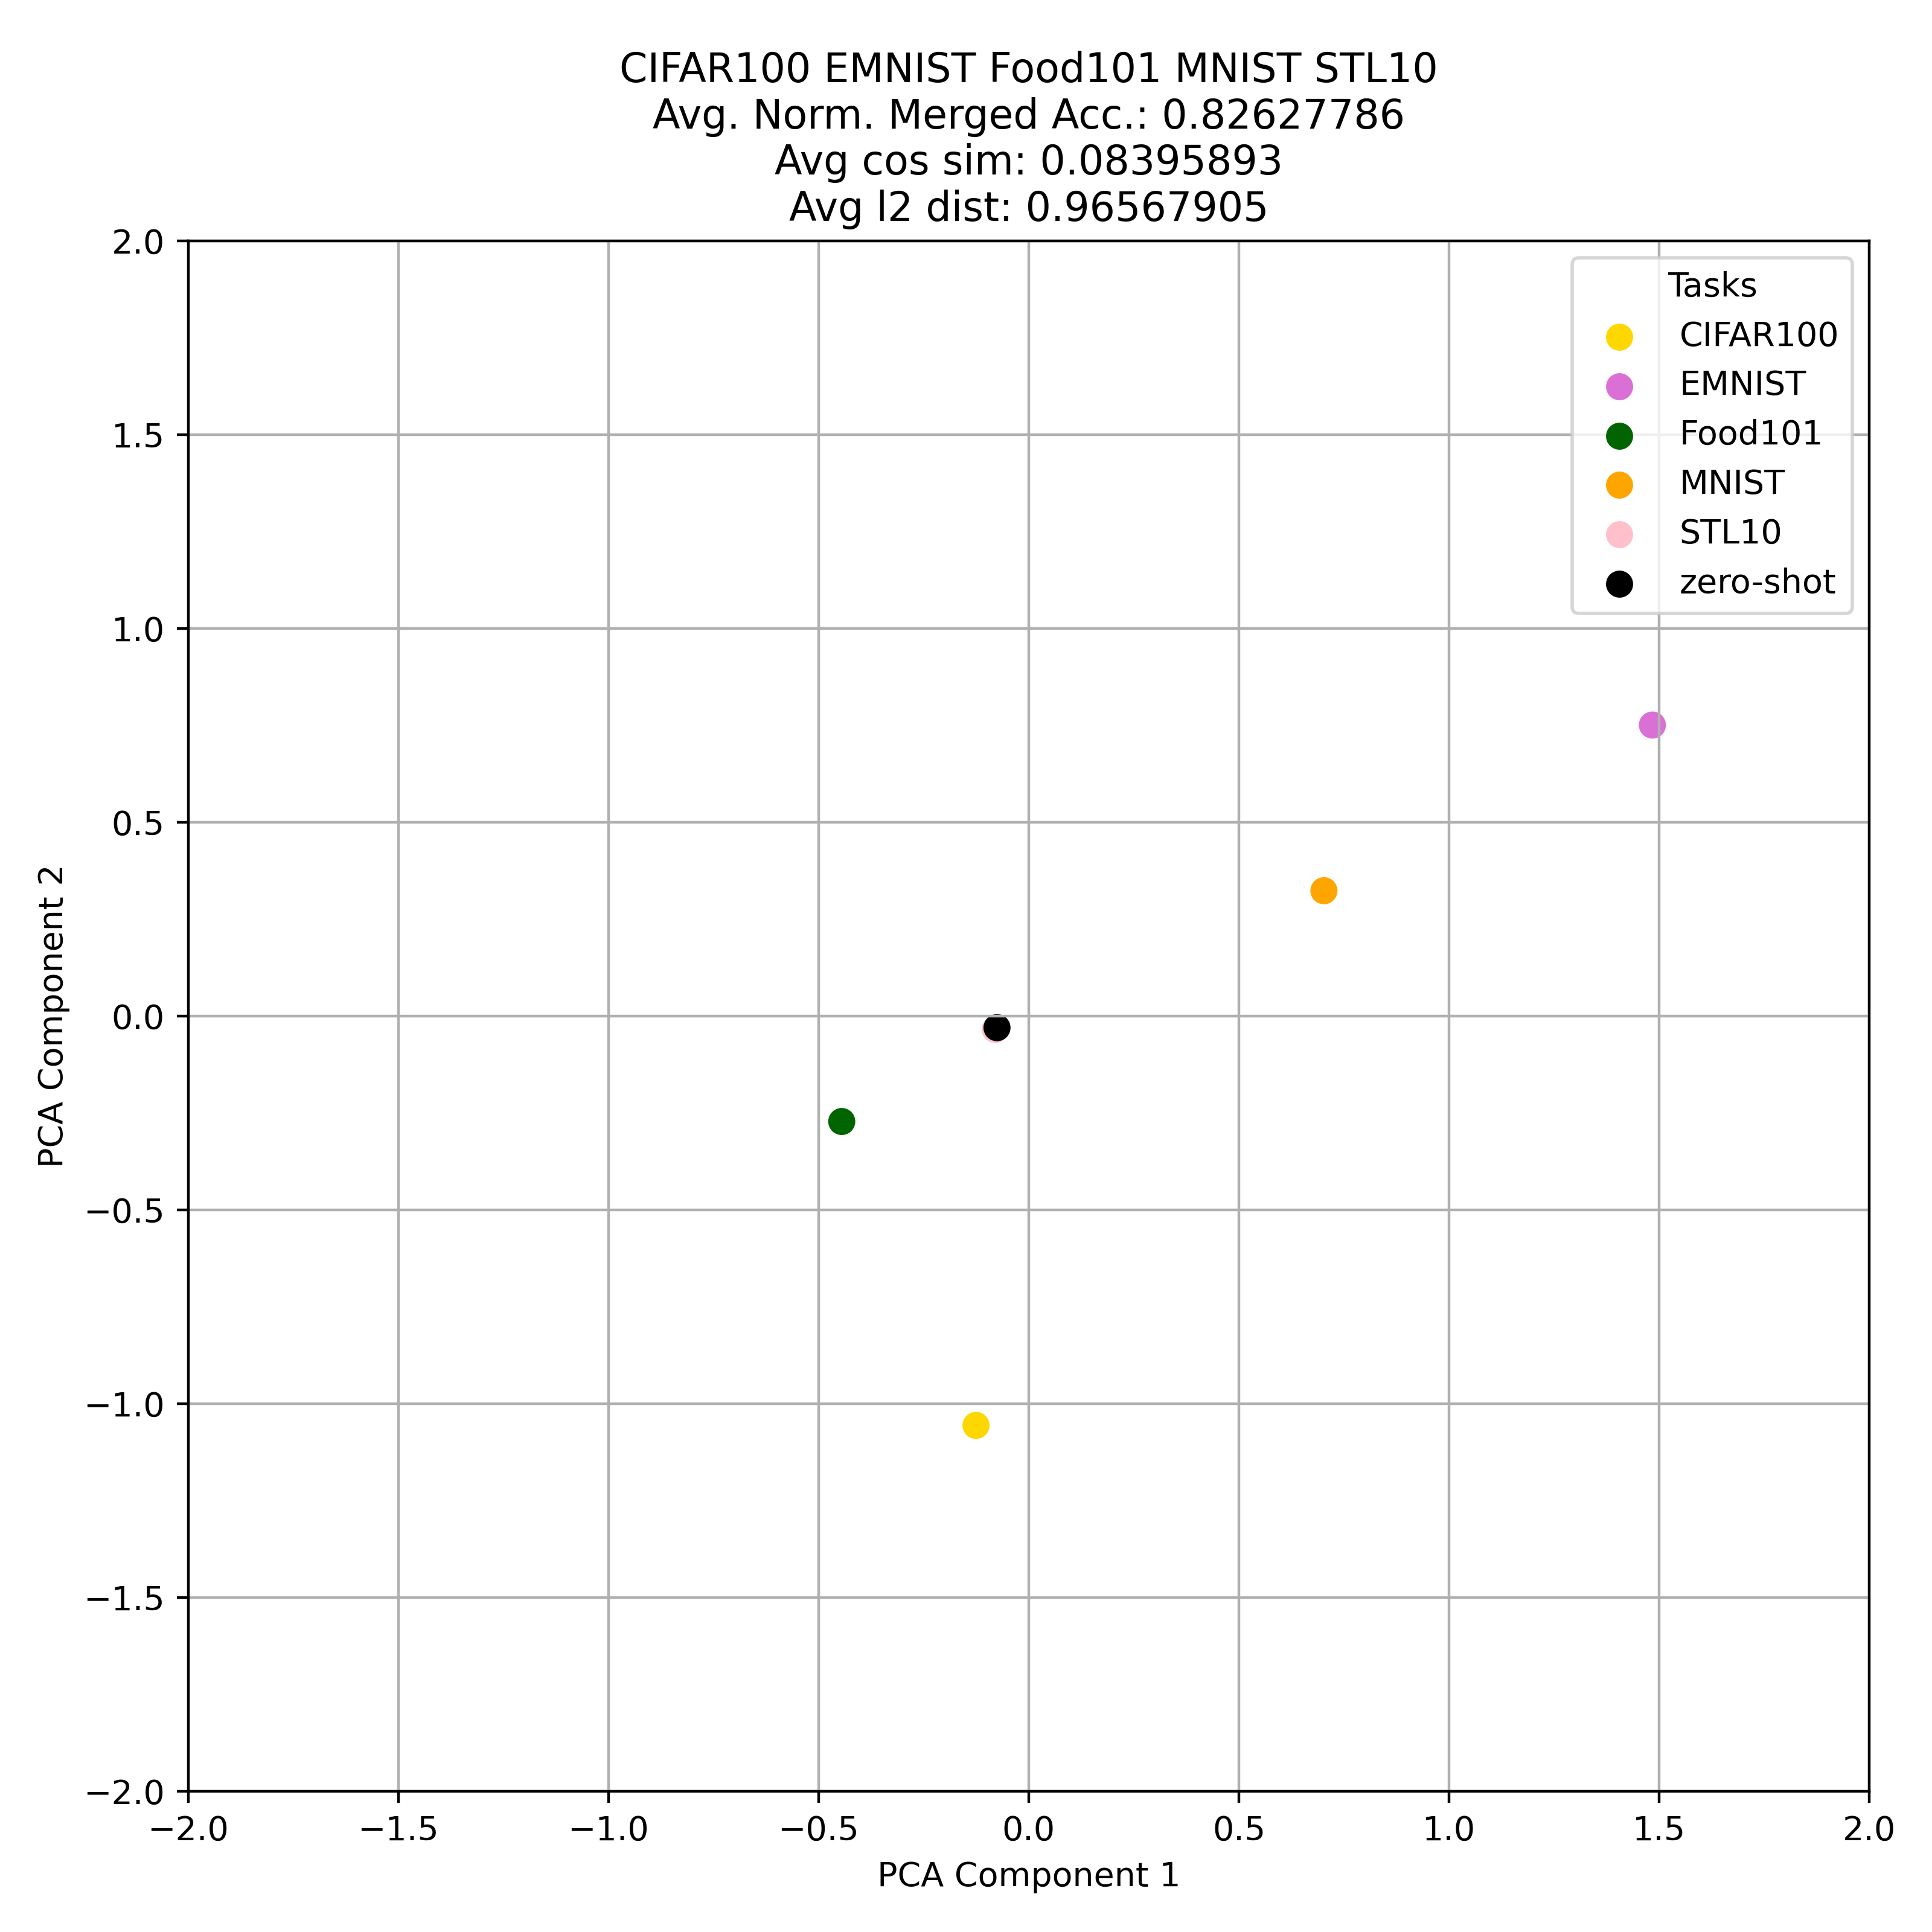 CIFAR100 EMNIST Food101 MNIST STL10
Avg. Norm. Merged Acc.: 0.82627786
Avg cos sim: 0.08395893
Avg l2 dist: 0.96567905
Tasks
CIFAR100
EMNIST
Food101
MNIST
STL10
zero-shot
2.0
1.5
1.0
0.5
0.0
−0.5
−1.0
−1.5
−2.0
PCA Component 2
−2.0 −1.5 −1.0 −0.5 0.0 0.5 1.0 1.5 2.0
PCA Component 1